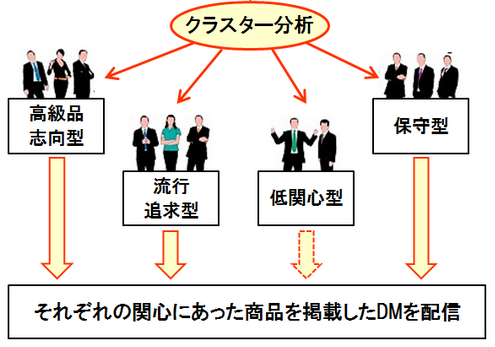 クラスター分析
高級品
志向型
流行
追求型
低関心型
保守型
それぞれの関心にあった商品を掲載したDMを配信